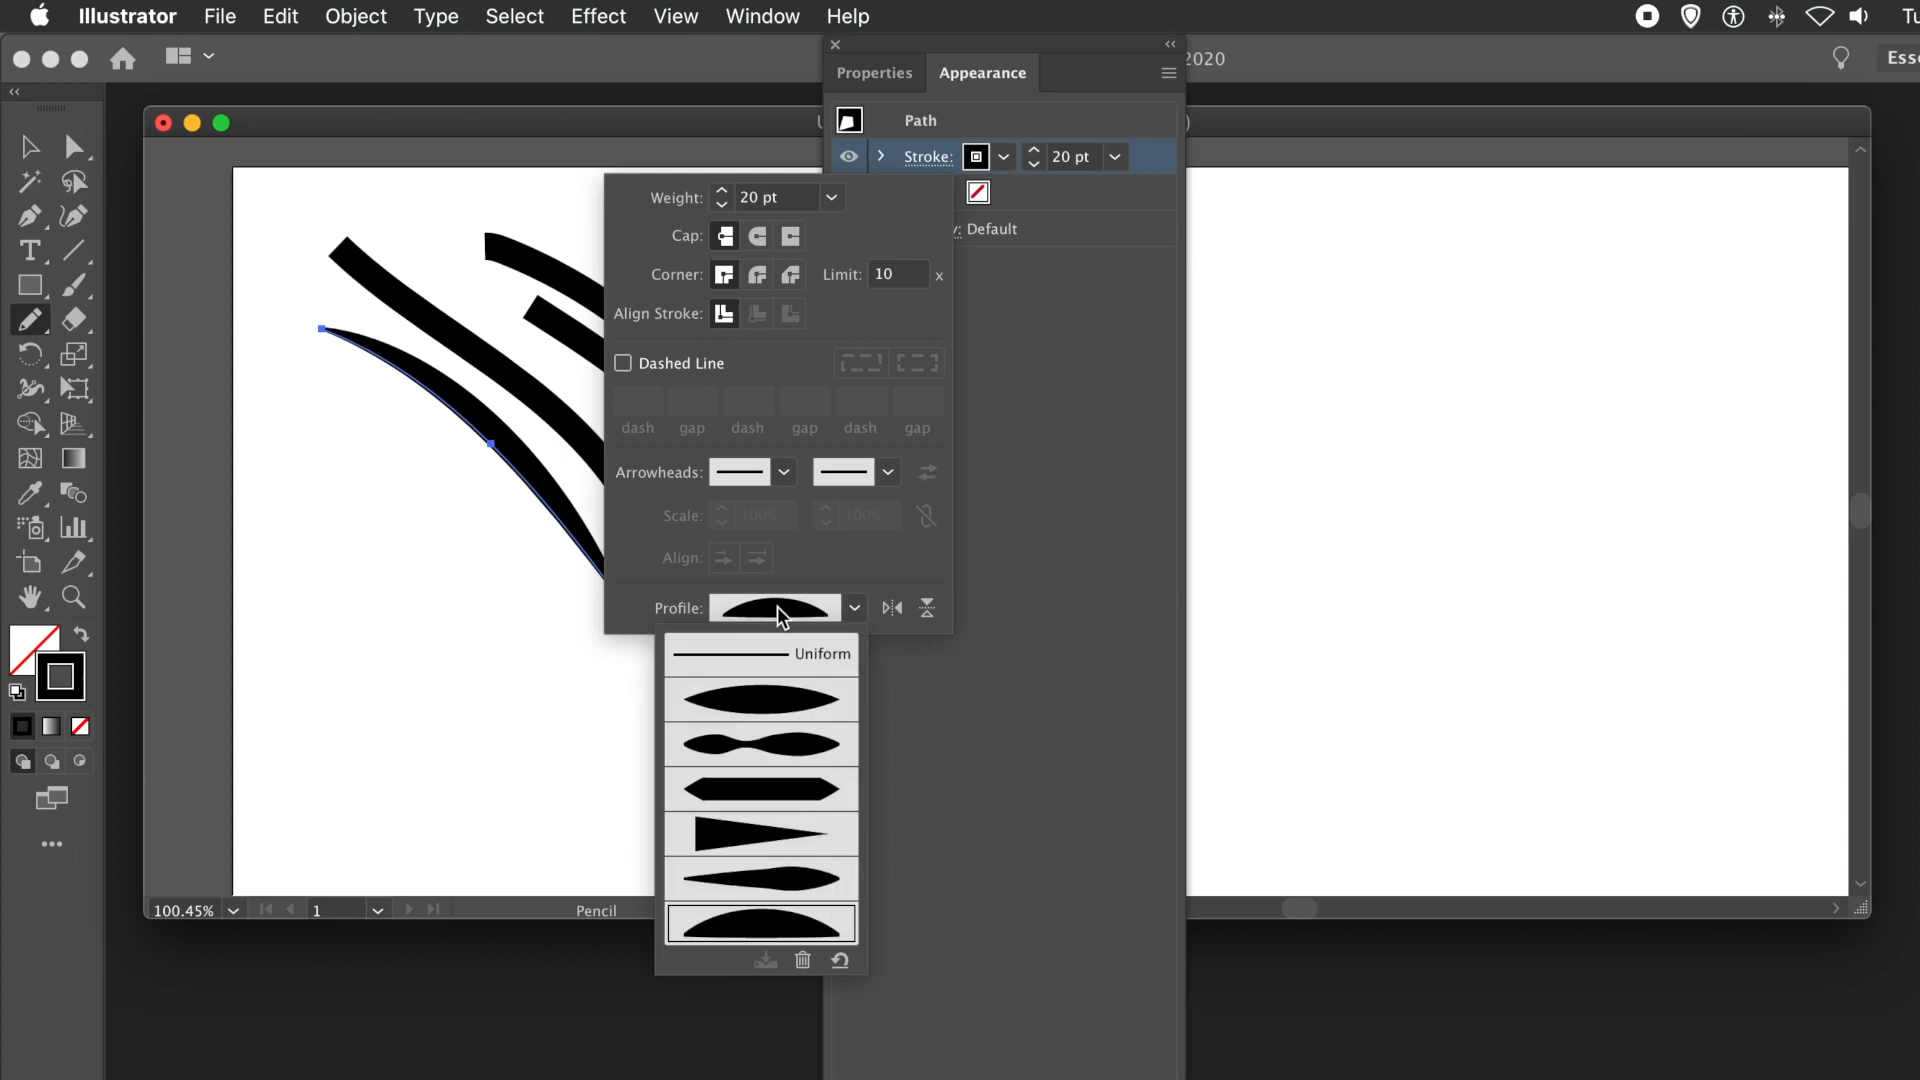 Illustrator File Edit Object Type Select Effect View Window Help
2020
Properties Appearance
Path
Stroke: 20 pt
Weight: 20 pt
Cap:
: Default
Corner: Limit: 10 x
Align Stroke:
Dashed Line
dash gap dash gap dash gap
Arrowheads:
Scale: 100% 100%
Align:
Profile:
Uniform
100.45% 1 Pencil